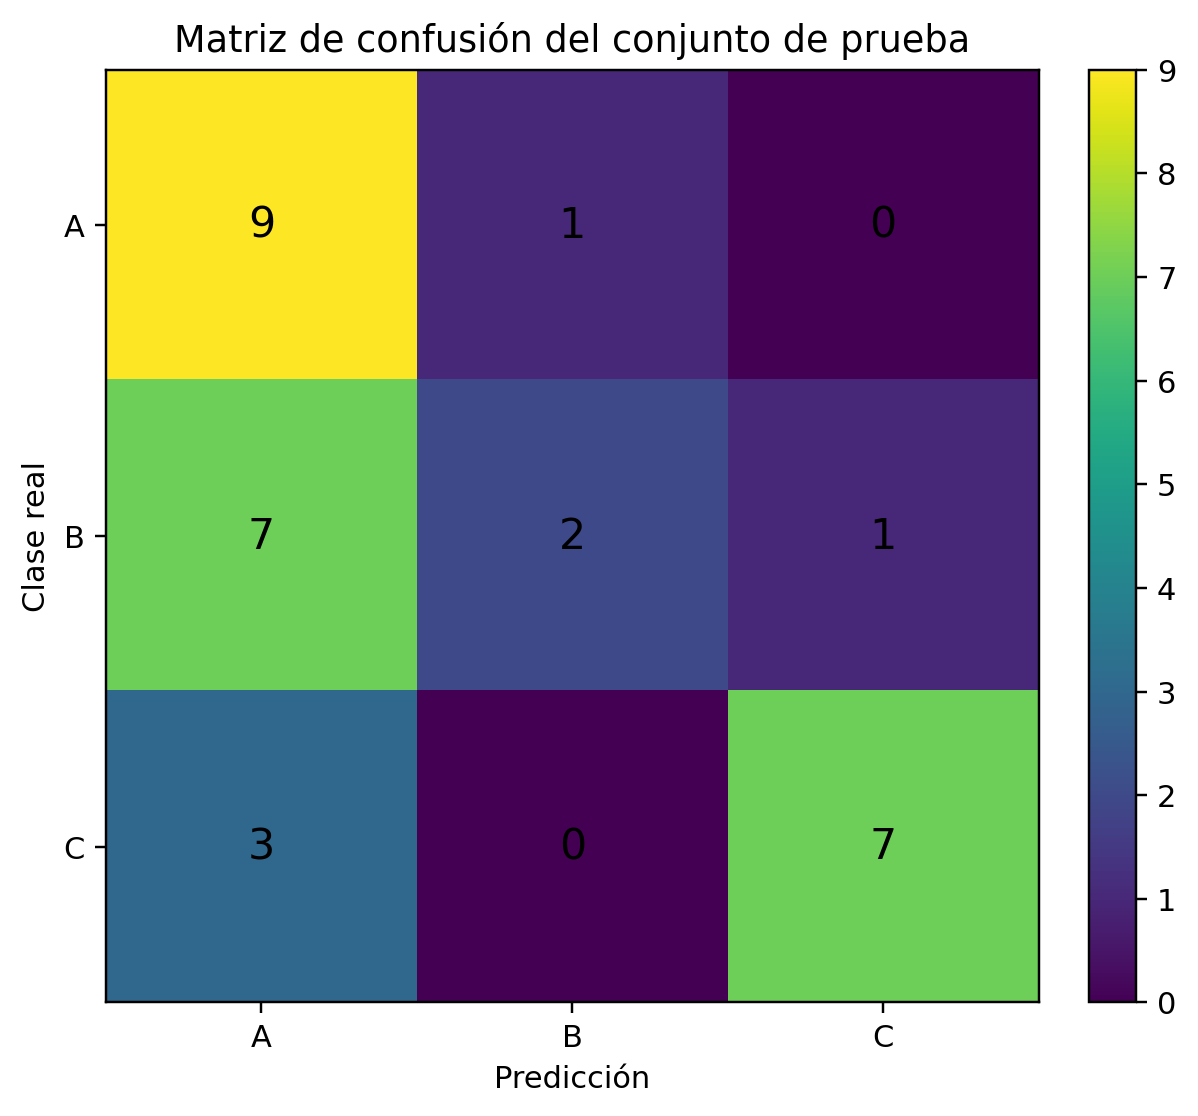 Matriz de confusión del conjunto de prueba
9
8
7
6
5
4
3
2
1
0
Clase real
A
B
C
9 1 0
7 2 1
3 0 7
A B C
Predicción